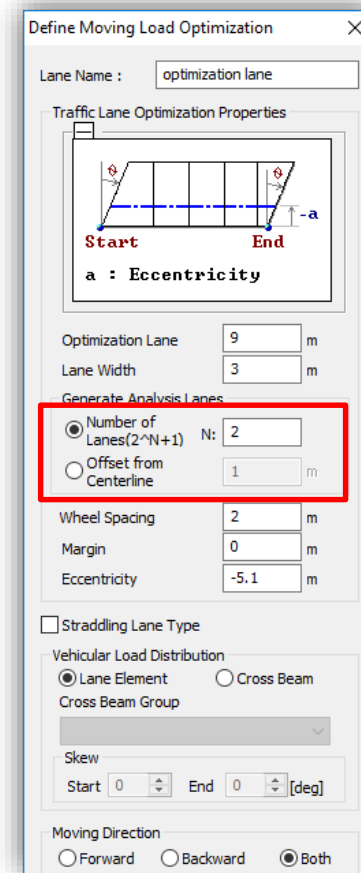 Define Moving Load Optimization
Lane Name : optimization lane
Traffic Lane Optimization Properties
θ θ
-a
Start End
a : Eccentricity
Optimization Lane 9 m
Lane Width 3 m
Generate Analysis Lanes
Number of
Lanes(2^N+1) N: 2
Offset from
Centerline 1 m
Wheel Spacing 2 m
Margin 0 m
Eccentricity -5.1 m
Straddling Lane Type
Vehicular Load Distribution
Lane Element Cross Beam
Cross Beam Group
Skew
Start 0 End 0 [deg]
Moving Direction
Forward Backward Both